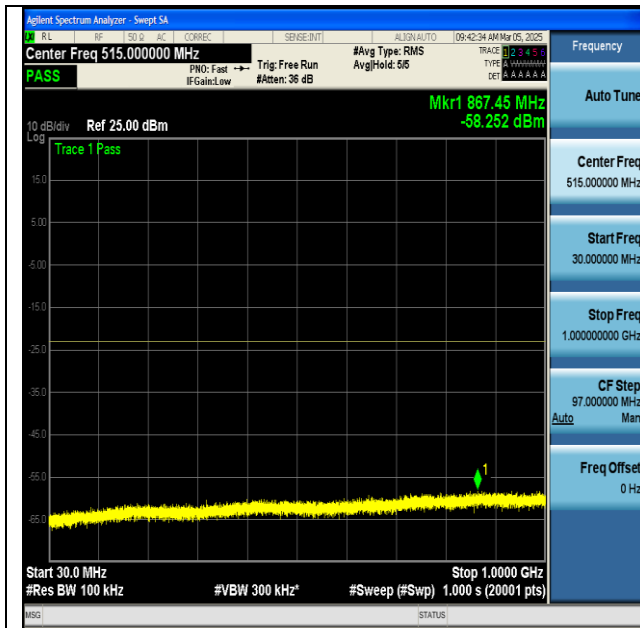 Agilent Spectrum Analyzer - Swept SA
RL RF 50 Ω AC CORREC SENSE:INT ALIGN AUTO 09:42:34 AM Mar 05, 2025
Center Freq 515.000000 MHz
PASS
PNO: Fast
IFGain:Low
Trig: Free Run
#Atten: 36 dB
#Avg Type: RMS
Avg|Hold: 5/5
TRACE 1 2 3 4 5 6
TYPE A WWWWW
DET A A A A A A
Mkr1 867.45 MHz
-58.252 dBm
10 dB/div Ref 25.00 dBm
Log
Trace 1 Pass
15.0
5.00
-5.00
-15.0
-25.0
-35.0
-45.0
-55.0
1
-65.0
Start 30.0 MHz Stop 1.0000 GHz
#Res BW 100 kHz #VBW 300 kHz* #Sweep (#Swp) 1.000 s (20001 pts)
MSG STATUS
Frequency
Auto Tune
Center Freq
515.000000 MHz
Start Freq
30.000000 MHz
Stop Freq
1.000000000 GHz
CF Step
97.000000 MHz
Auto Man
Freq Offset
0 Hz